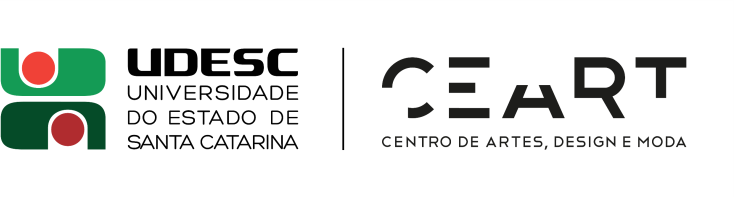 UDESC
UNIVERSIDADE
DO ESTADO DE
SANTA CATARINA
CEART
CENTRO DE ARTES, DESIGN E MODA